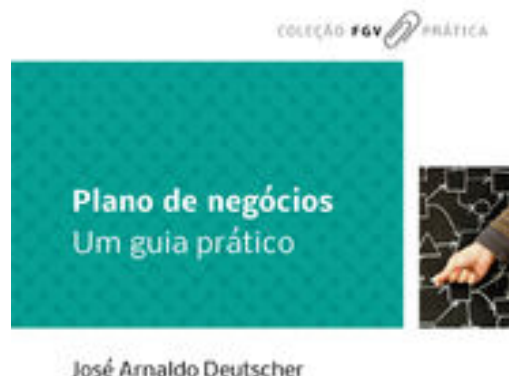 COLEÇÃO FGV PRÁTICA
Plano de negócios
Um guia prático
José Arnaldo Deutscher